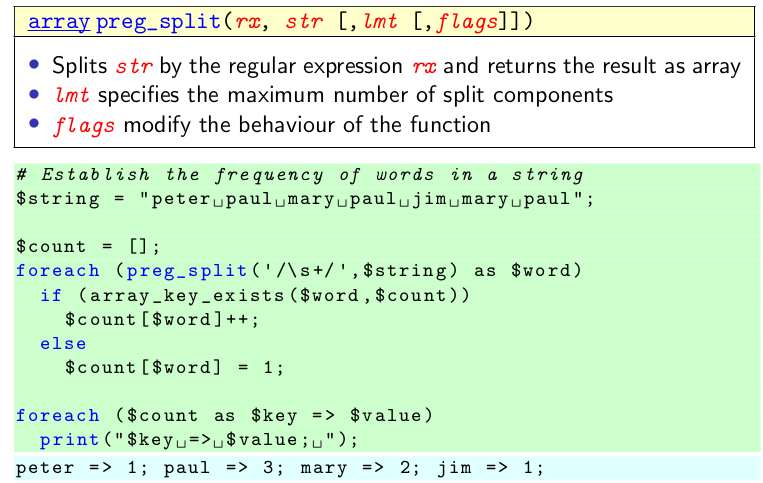 array preg_split(rx, str [,lmt [,flags]])
• Splits str by the regular expression rx and returns the result as array
• lmt specifies the maximum number of split components
• flags modify the behaviour of the function
# Establish the frequency of words in a string
$string = "peter␣paul␣mary␣paul␣jim␣mary␣paul";
$count = [];
foreach (preg_split('/\s+/',$string) as $word)
  if (array_key_exists($word,$count))
    $count[$word]++;
  else
    $count[$word] = 1;
foreach ($count as $key => $value)
  print("$key␣=>␣$value;␣");
peter => 1; paul => 3; mary => 2; jim => 1;